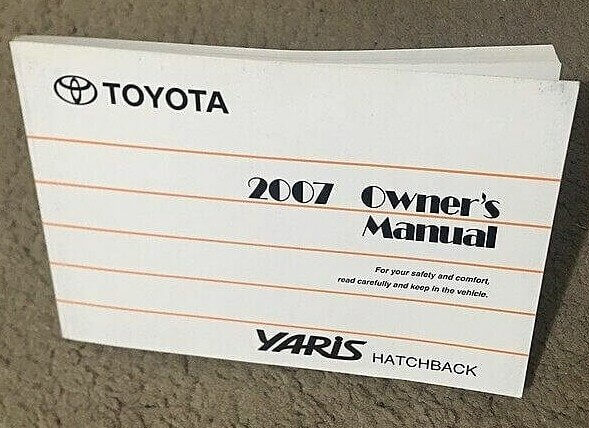 TOYOTA
2007 Owner's
Manual
For your safety and comfort,
read carefully and keep in the vehicle.
YARiS HATCHBACK